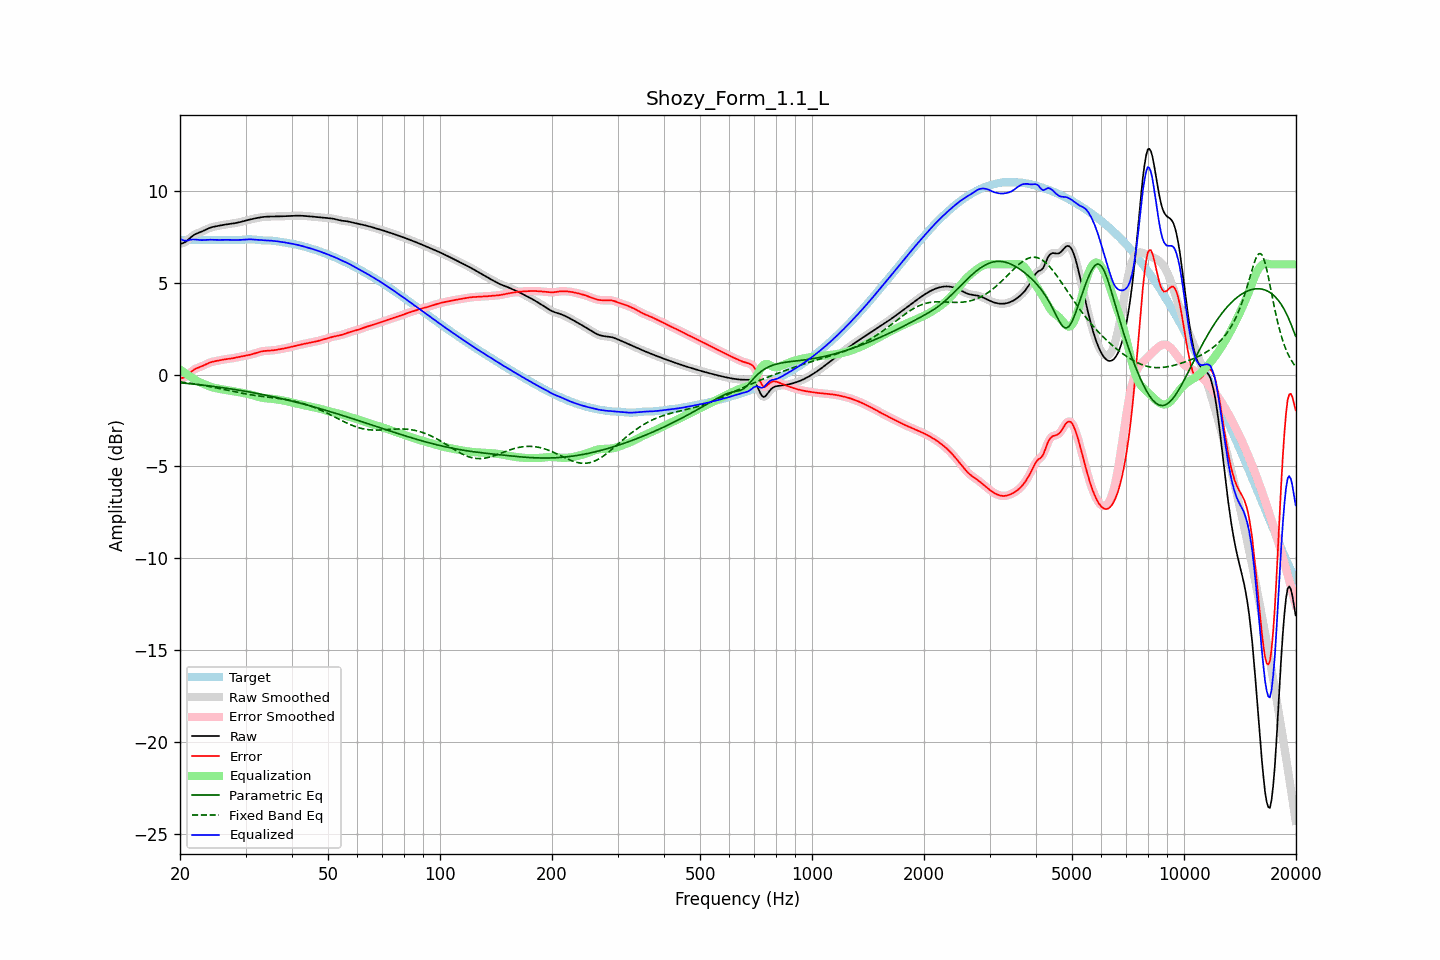 Shozy_Form_1.1_L
Amplitude (dBr)
10
5
0
−5
−10
−15
−20
−25
Target
Raw Smoothed
Error Smoothed
Raw
Error
Equalization
Parametric Eq
Fixed Band Eq
Equalized
20 50 100 200 500 1000 2000 5000 10000 20000
Frequency (Hz)